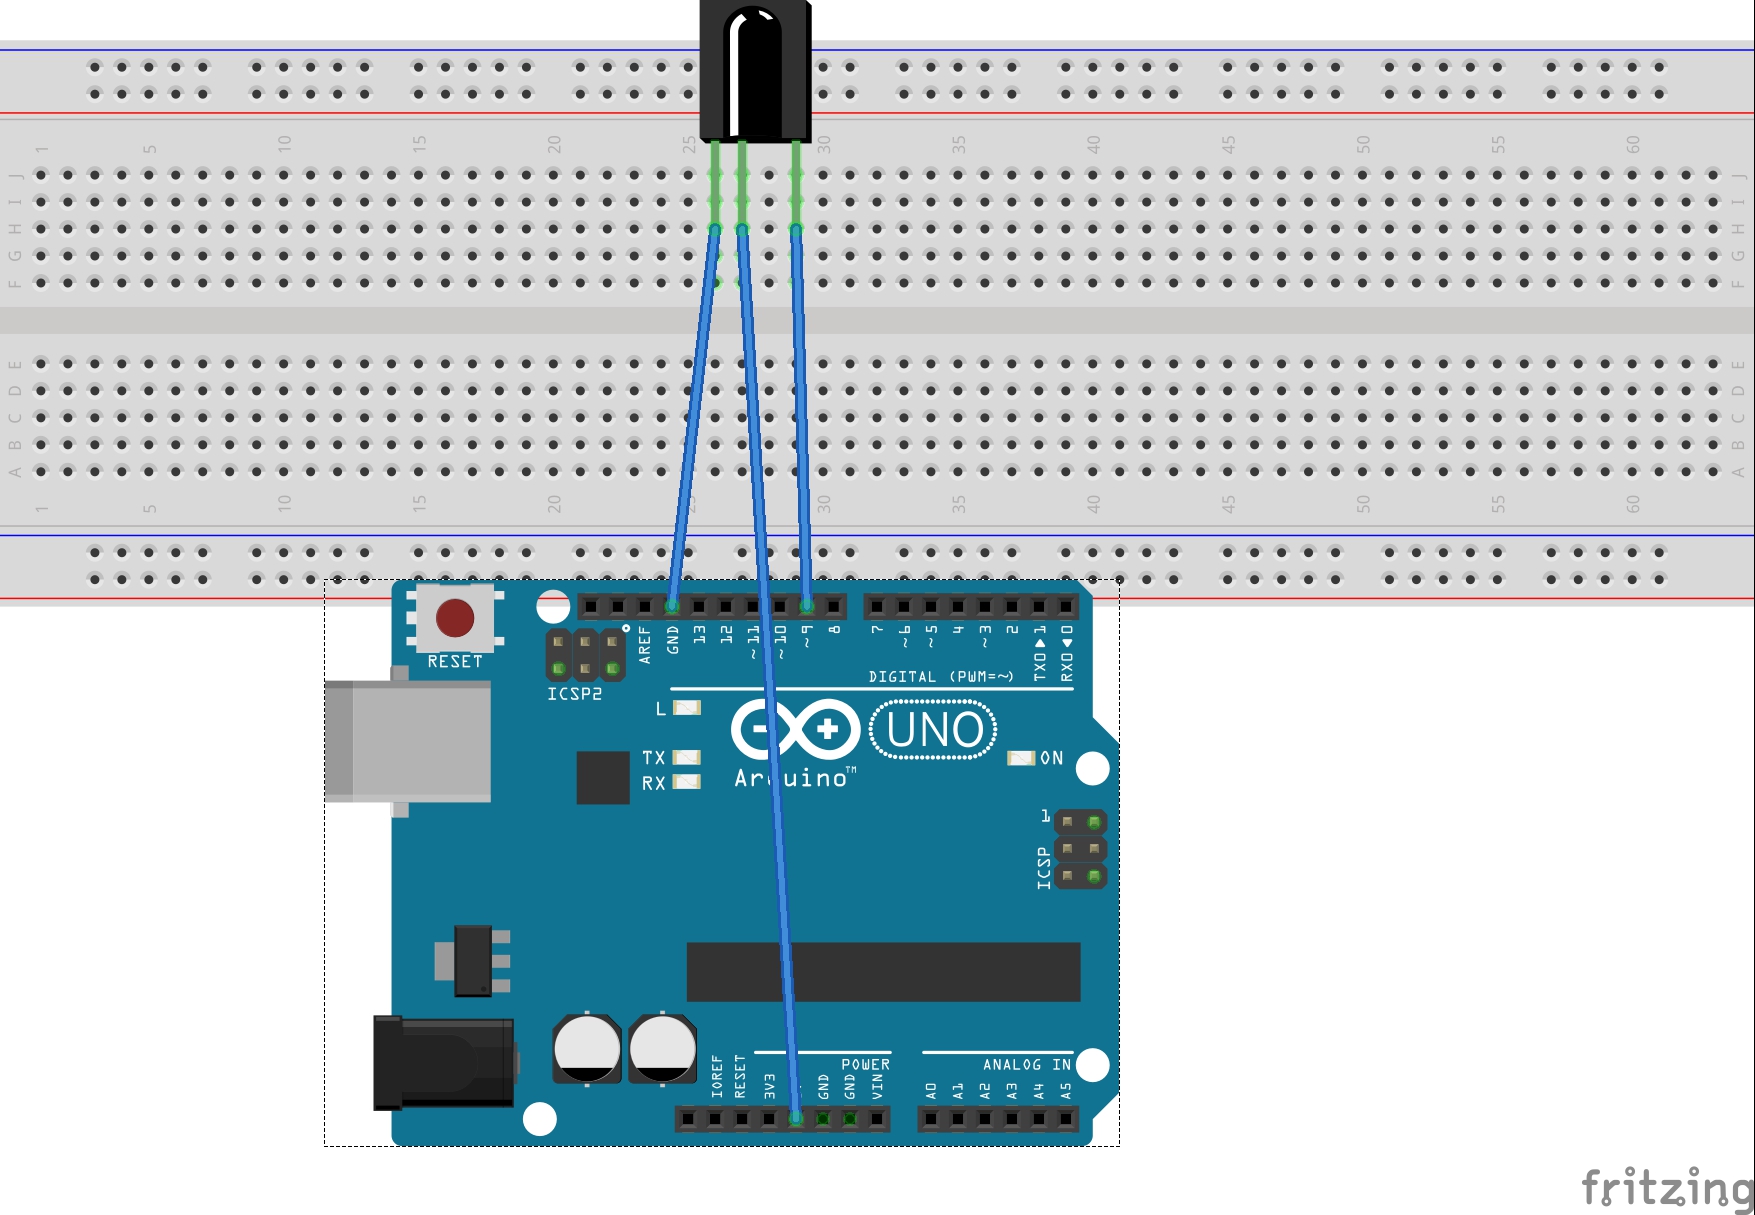 1 5 10 15 20 25 30 35 40 45 50 55 60
J J
I I
H H
G G
F F
E E
D D
C C
B B
A A
1 5 10 15 20 30 35 40 45 50 55 60
RESET
AREF GND 13 12 ~11 ~10 ~9 8 7 ~6 ~5 4 ~3 2 TXO▶1 RXO◀0
ICSP2
DIGITAL (PWM=~)
L
UNO
TX
ON
RX
Arduino™
1
ICSP
POWER
ANALOG IN
IOREF RESET 3V3 GND GND VIN A0 A1 A2 A3 A4 A5
fritzing